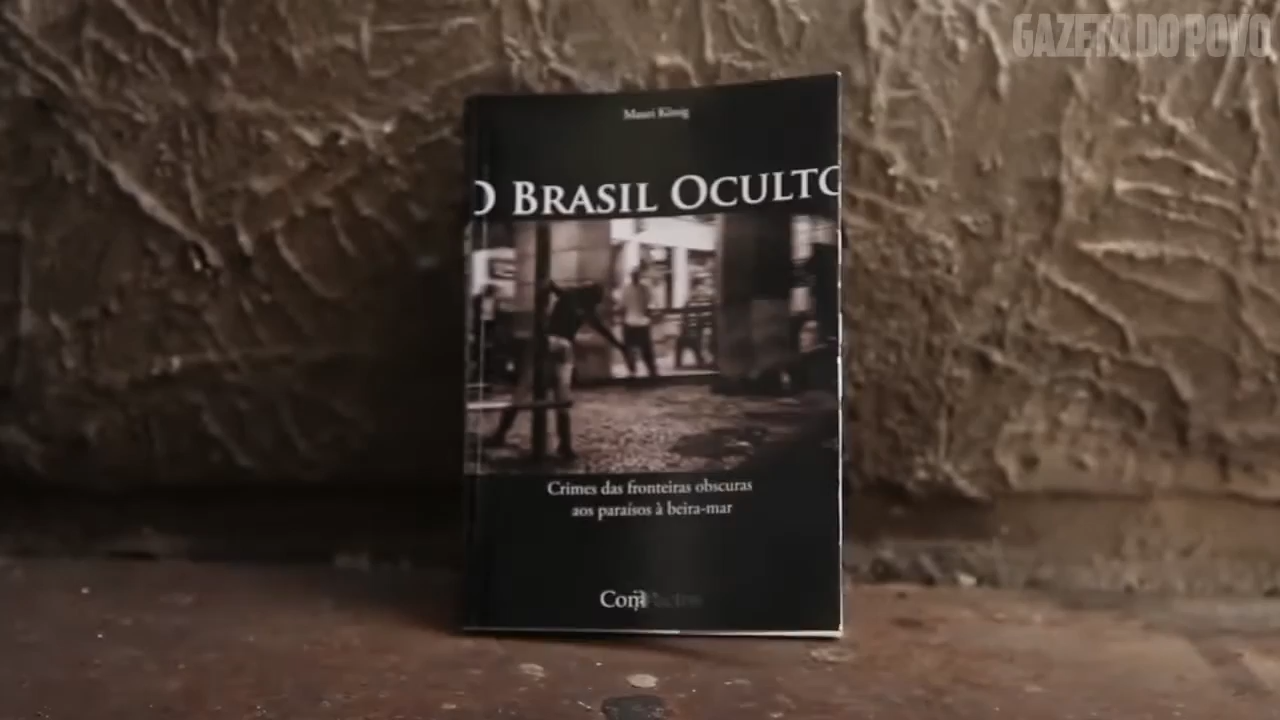 GAZETA DO POVO
Mauri König
O BRASIL OCULTO
Crimes das fronteiras obscuras
aos paraísos à beira-mar